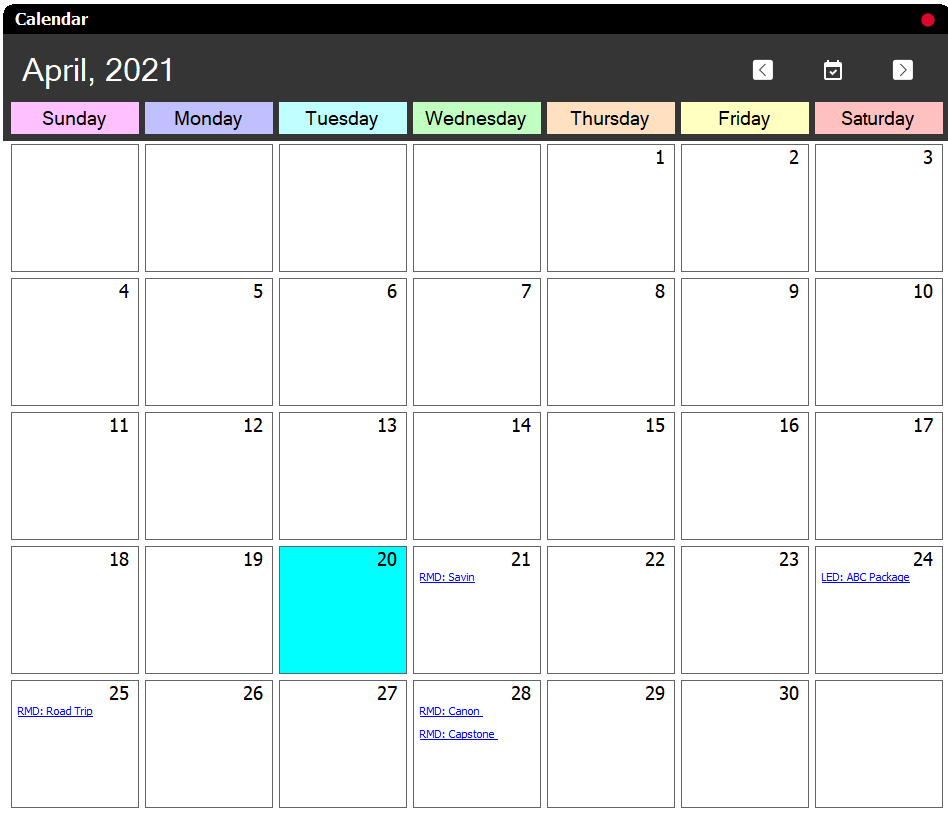 Calendar
April, 2021
Sunday Monday Tuesday Wednesday Thursday Friday Saturday
1 2 3
4 5 6 7 8 9 10
11 12 13 14 15 16 17
18 19 20 21 22 23 24
RMD: Savin LED: ABC Package
25 26 27 28 29 30
RMD: Road Trip RMD: Canon
RMD: Capstone